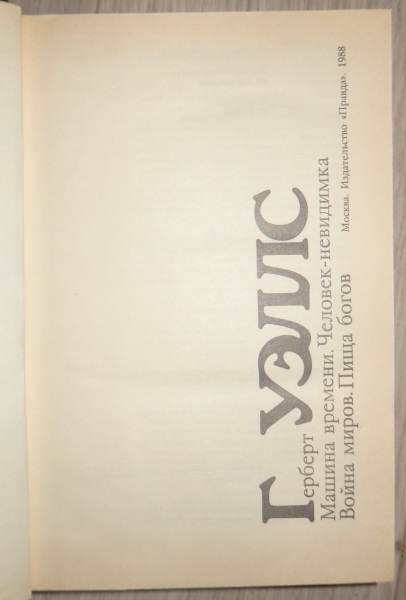 Герберт УЭЛЛС
Машина времени. Человек-невидимка
Война миров. Пища богов
Москва. Издательство «Правда». 1988